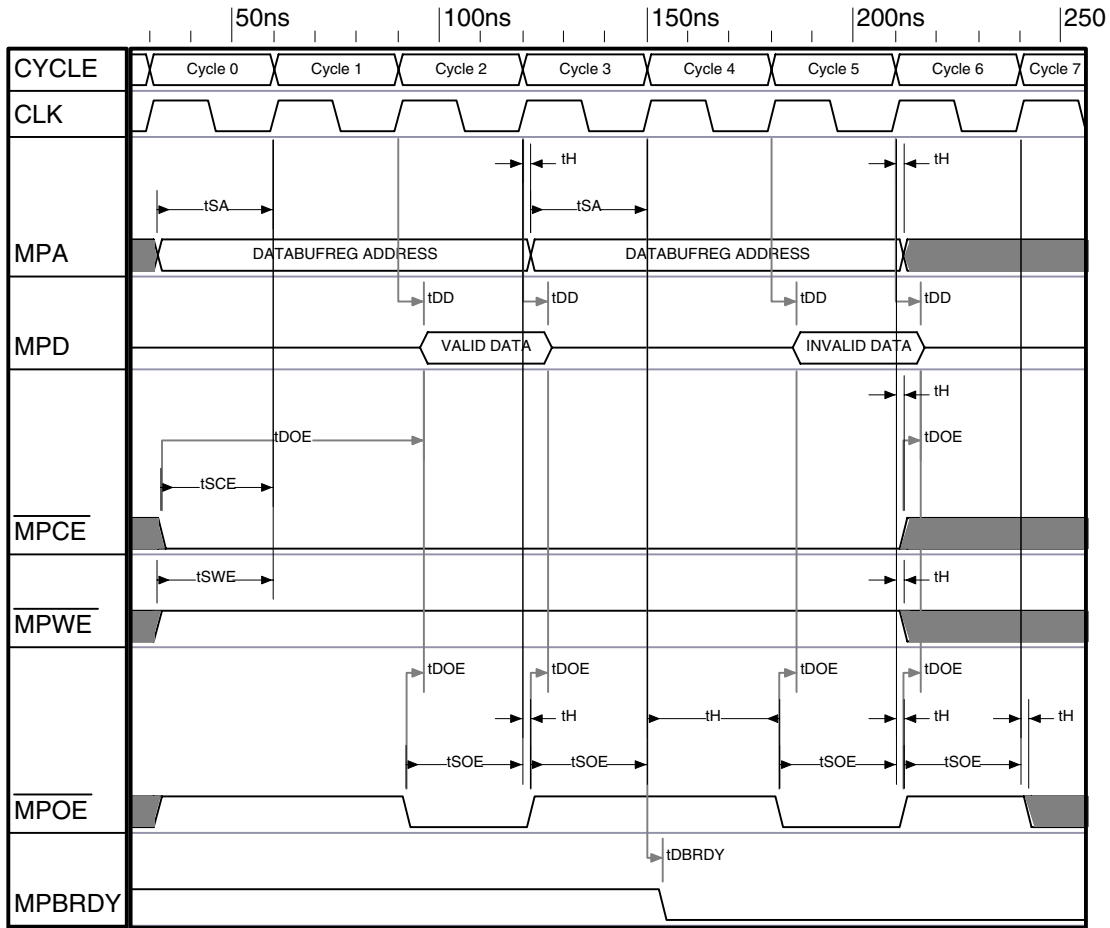 50ns 100ns 150ns 200ns 250
CYCLE Cycle 0 Cycle 1 Cycle 2 Cycle 3 Cycle 4 Cycle 5 Cycle 6 Cycle 7
CLK
tH tH
tSA tSA
MPA DATABUFREG ADDRESS DATABUFREG ADDRESS
tDD tDD tDD tDD
MPD VALID DATA INVALID DATA
tH
tDOE tDOE
tSCE
MPCE
tSWE tH
MPWE
tDOE tDOE tDOE tDOE
tH tH tH tH
tSOE tSOE tSOE tSOE
MPOE
tDBRDY
MPBRDY